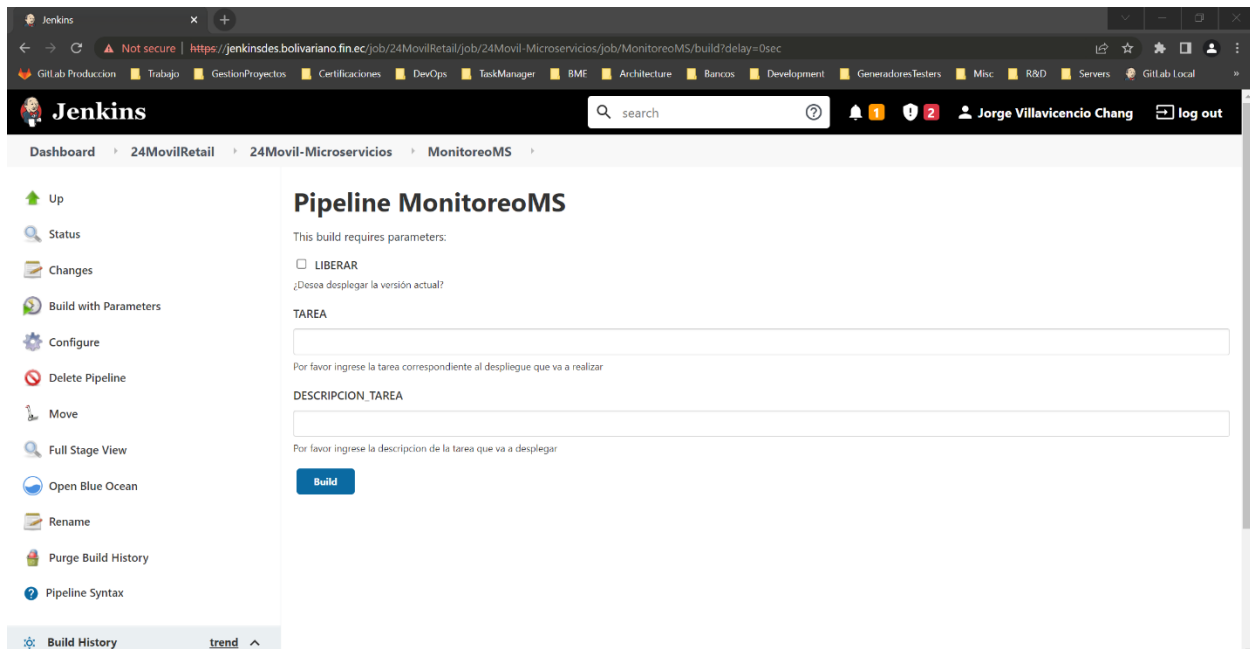 Jenkins
Not secure | https://jenkinsdes.bolivariano.fin.ec/job/24MovilRetail/job/24Movil-Microservicios/job/MonitoreoMS/build?delay=0sec
GitLab Produccion Trabajo GestionProyectos Certificaciones DevOps TaskManager BME Architecture Bancos Development GeneradoresTesters Misc R&D Servers GitLab Local »
Jenkins search 1 2 Jorge Villavicencio Chang log out
Dashboard 24MovilRetail 24Movil-Microservicios MonitoreoMS
Up
Status
Changes
Build with Parameters
Configure
Delete Pipeline
Move
Full Stage View
Open Blue Ocean
Rename
Purge Build History
Pipeline Syntax
Build History trend
Pipeline MonitoreoMS
This build requires parameters:
LIBERAR
¿Desea desplegar la versión actual?
TAREA
Por favor ingrese la tarea correspondiente al despliegue que va a realizar
DESCRIPCION_TAREA
Por favor ingrese la descripcion de la tarea que va a desplegar
Build